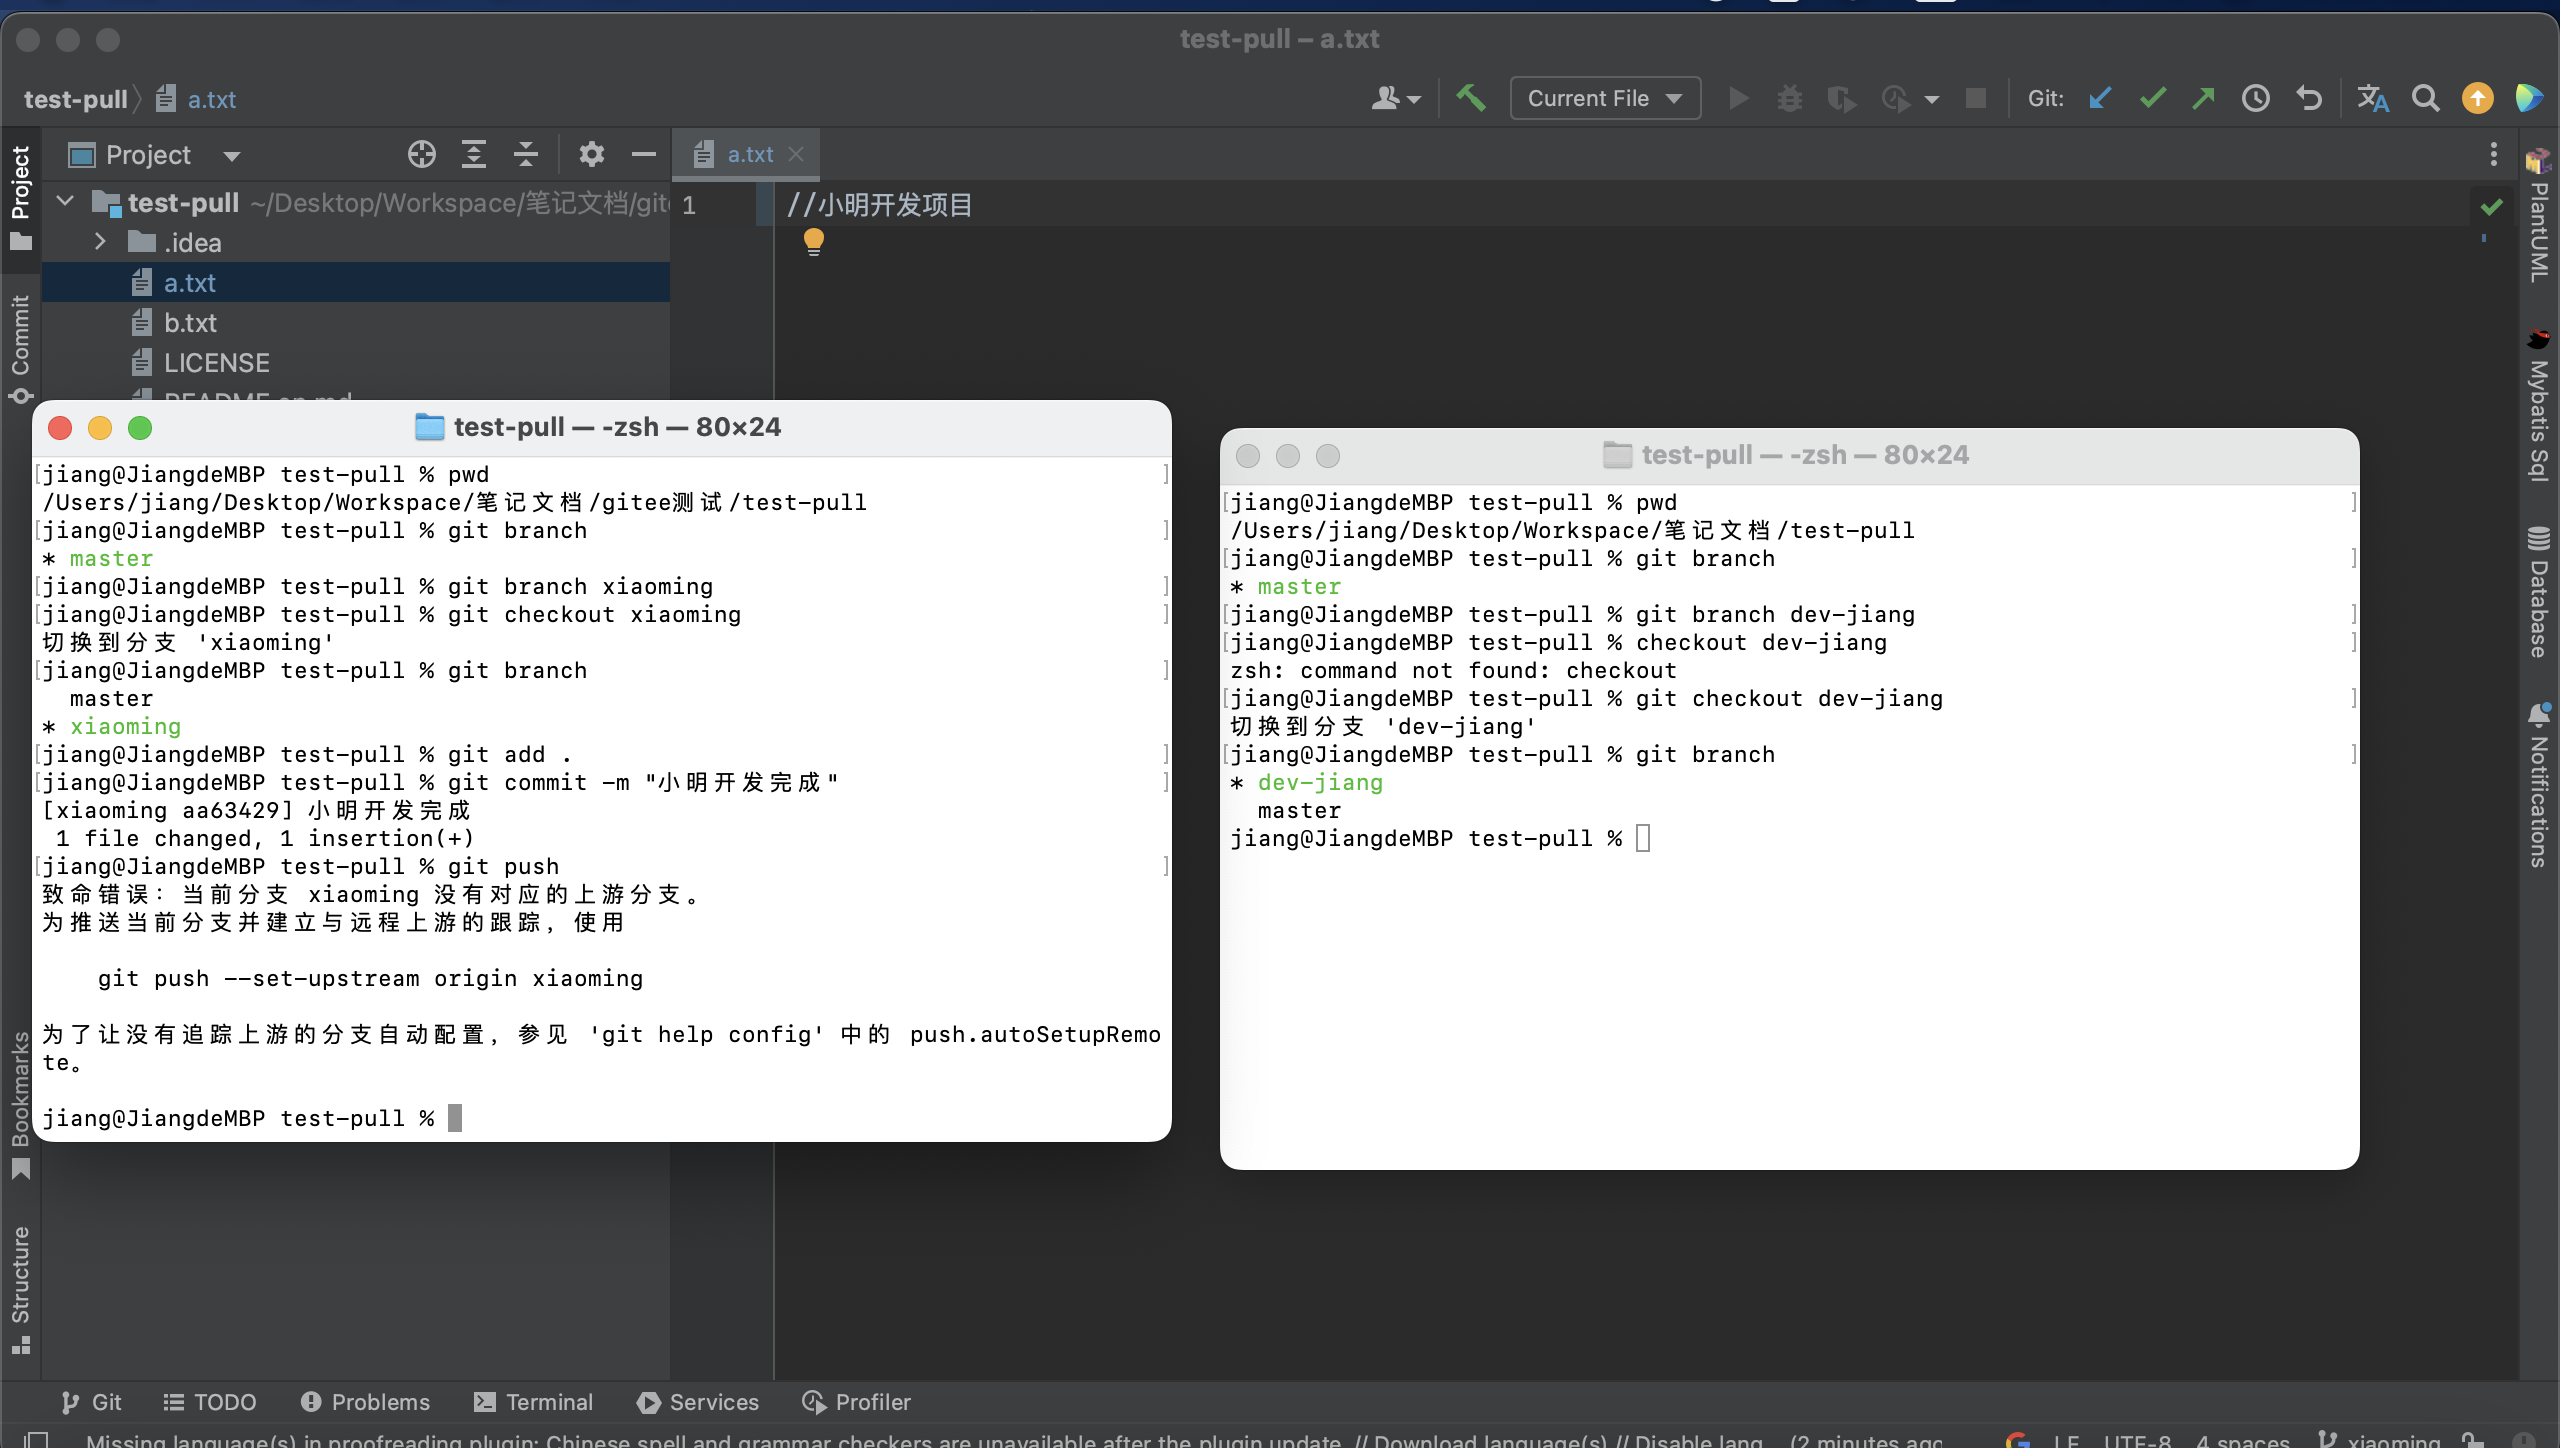 test-pull – a.txt
test-pull
a.txt
Current File
Git:
Project
a.txt
test-pull ~/Desktop/Workspace/笔记文档/gite
.idea
a.txt
b.txt
LICENSE
1
//小明开发项目
Project
Commit
Bookmarks
Structure
PlantUML
Mybatis Sql
Database
Notifications
test-pull — -zsh — 80×24
jiang@JiangdeMBP test-pull % pwd
/Users/jiang/Desktop/Workspace/笔记文档/gitee测试/test-pull
jiang@JiangdeMBP test-pull % git branch
* master
jiang@JiangdeMBP test-pull % git branch xiaoming
jiang@JiangdeMBP test-pull % git checkout xiaoming
切换到分支 'xiaoming'
jiang@JiangdeMBP test-pull % git branch
master
* xiaoming
jiang@JiangdeMBP test-pull % git add .
jiang@JiangdeMBP test-pull % git commit -m "小明开发完成"
[xiaoming aa63429] 小明开发完成
1 file changed, 1 insertion(+)
jiang@JiangdeMBP test-pull % git push
致命错误：当前分支 xiaoming 没有对应的上游分支。
为推送当前分支并建立与远程上游的跟踪，使用
git push --set-upstream origin xiaoming
为了让没有追踪上游的分支自动配置，参见 'git help config' 中的 push.autoSetupRemo
te。
jiang@JiangdeMBP test-pull %
test-pull — -zsh — 80×24
jiang@JiangdeMBP test-pull % pwd
/Users/jiang/Desktop/Workspace/笔记文档/test-pull
jiang@JiangdeMBP test-pull % git branch
* master
jiang@JiangdeMBP test-pull % git branch dev-jiang
jiang@JiangdeMBP test-pull % checkout dev-jiang
zsh: command not found: checkout
jiang@JiangdeMBP test-pull % git checkout dev-jiang
切换到分支 'dev-jiang'
jiang@JiangdeMBP test-pull % git branch
* dev-jiang
master
jiang@JiangdeMBP test-pull %
Git
TODO
Problems
Terminal
Services
Profiler
Missing language(s) in proofreading plugin: Chinese spell and grammar checkers are unavailable after the plugin update. // Download language(s) // Disable lang... (2 minutes ago
LF
UTF-8
4 spaces
xiaoming